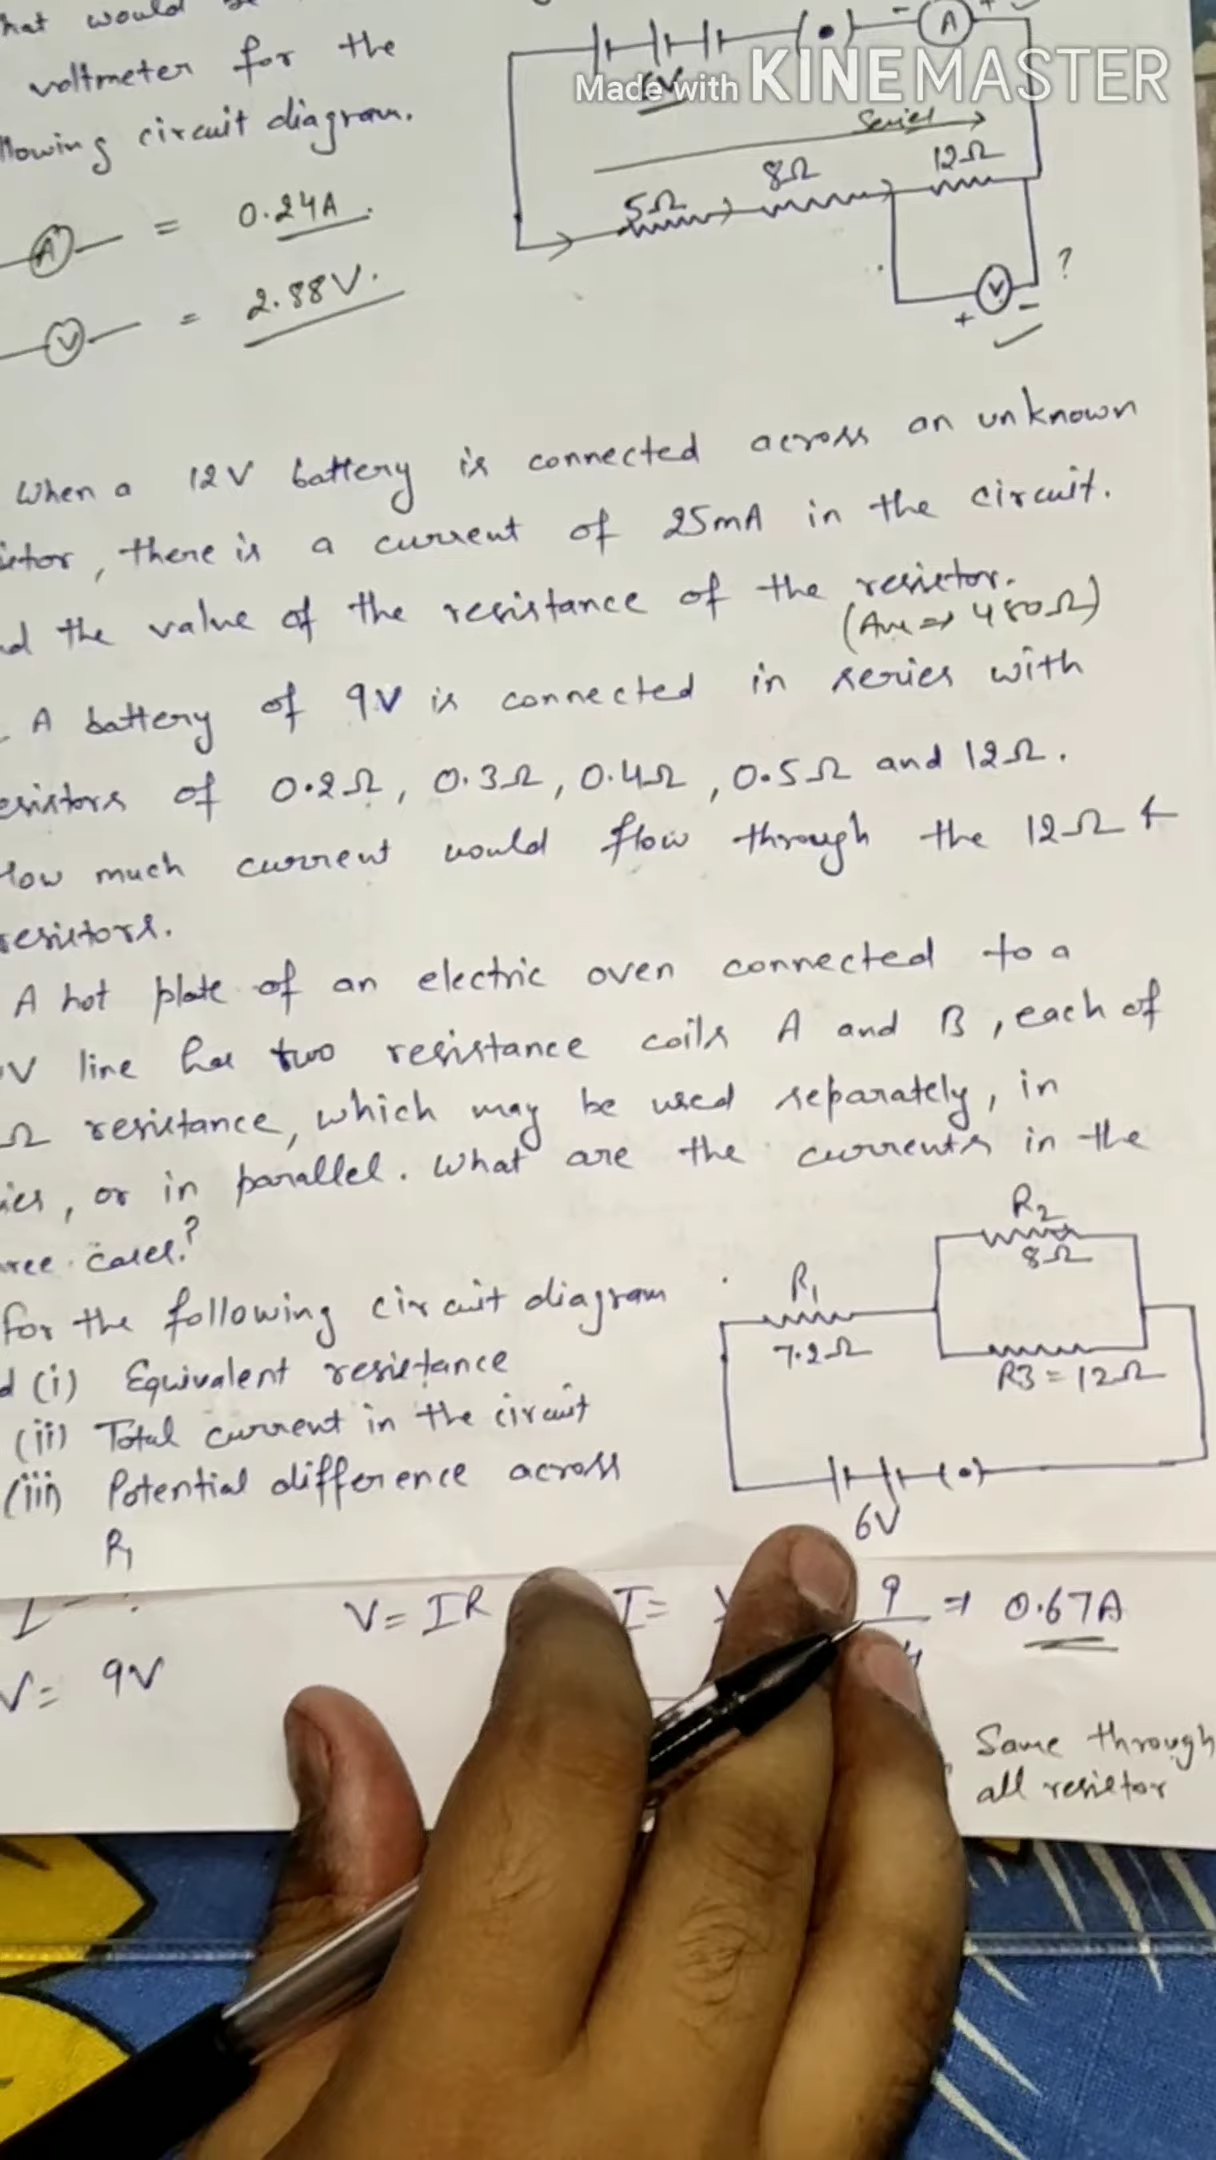 voltmeter for the
llowing circuit diagram.
A = 0.24A.
V = 2.88V.
- A +
6V
Made with KINEMASTER
Series
5Ω 8Ω 12Ω
V ?
+ -
When a 12V battery is connected across an unknown
istor, there is a current of 25mA in the circuit.
d the value of the resistance of the resistor.
(Ans ⇒ 480Ω)
A battery of 9V is connected in series with
esistors of 0.2Ω, 0.3Ω, 0.4Ω, 0.5Ω and 12Ω.
How much current would flow through the 12Ω
resistors.
A hot plate of an electric oven connected to a
V line has two resistance coils A and B, each of
Ω resistance, which may be used separately, in
ies, or in parallel. What are the currents in the
ree cases?
for the following circuit diagram
d (i) Equivalent resistance
(ii) Total current in the circuit
(iii) Potential difference across
R1
R2
8Ω
R1
7.2Ω
R3 = 12Ω
6V
V = IR I = 9 ⇒ 0.67A
V = 9V
Same through
all resistor